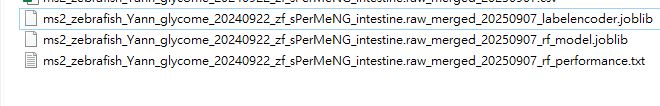 ms2_zebrafish_Yann_glycome_20240922_zf_sPerMeNG_intestine.raw_merged_20250907_labelencoder.joblib
ms2_zebrafish_Yann_glycome_20240922_zf_sPerMeNG_intestine.raw_merged_20250907_rf_model.joblib
ms2_zebrafish_Yann_glycome_20240922_zf_sPerMeNG_intestine.raw_merged_20250907_rf_performance.txt